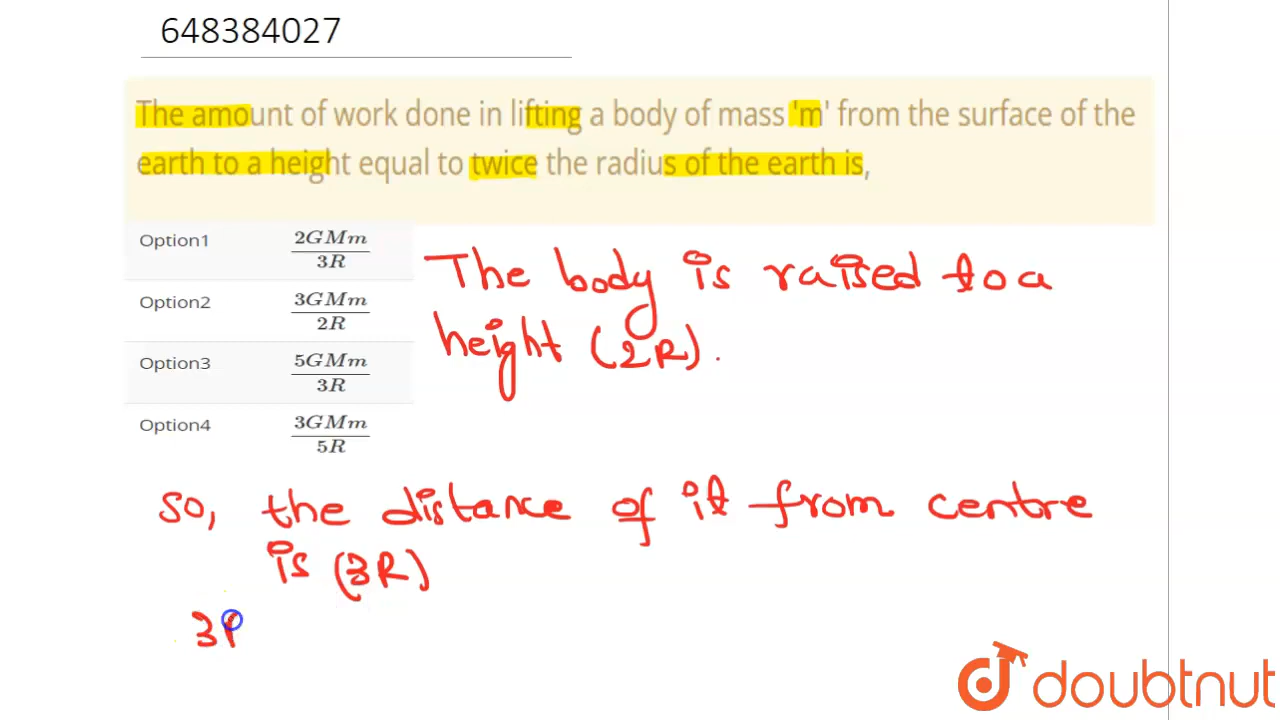 648384027
The amount of work done in lifting a body of mass 'm' from the surface of the
earth to a height equal to twice the radius of the earth is,
Option1 2GMm/3R
Option2 3GMm/2R
Option3 5GMm/3R
Option4 3GMm/5R
The body is raised to a
height (2R).
so, the distance of it from centre
is (3R)
3
doubtnut